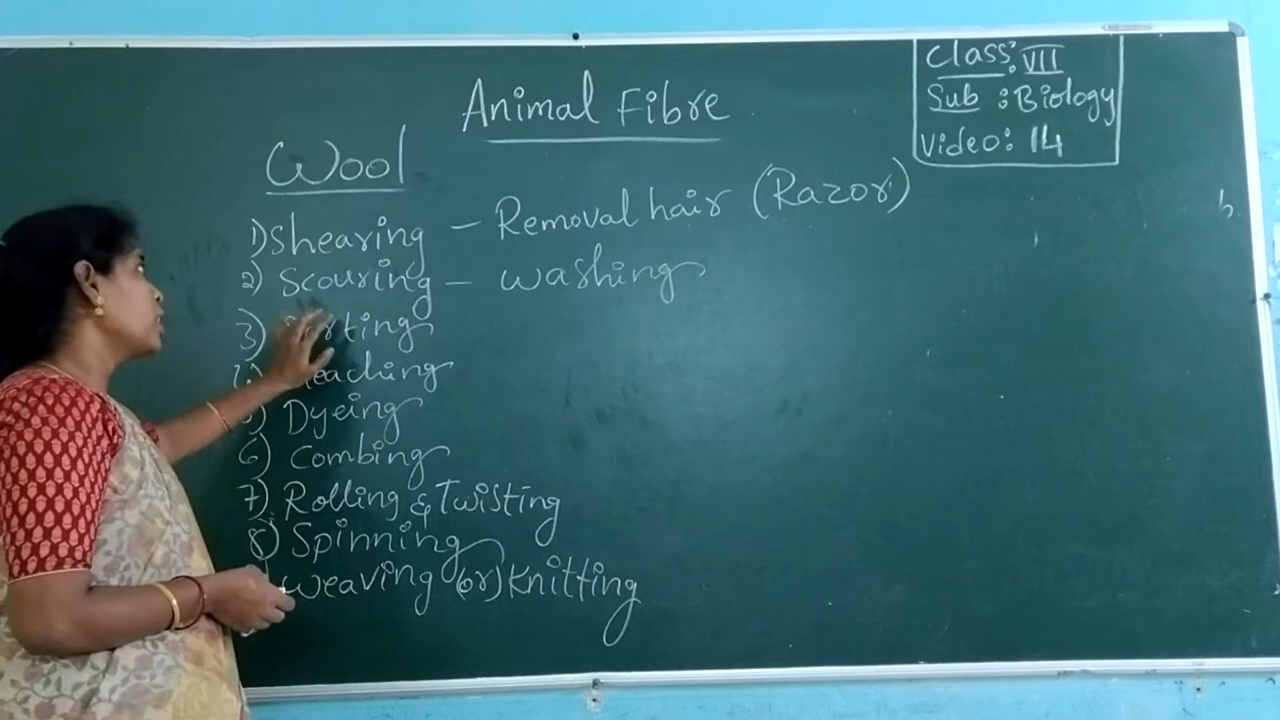 Animal Fibre
Class: VII
Sub : Biology
Video: 14
Wool
1) Shearing – Removal hair (Razor)
2) Scouring – washing
3)
eaching
Dyeing
6) Combing
7) Rolling & Twisting
8) Spinning
Weaving (or) Knitting
b